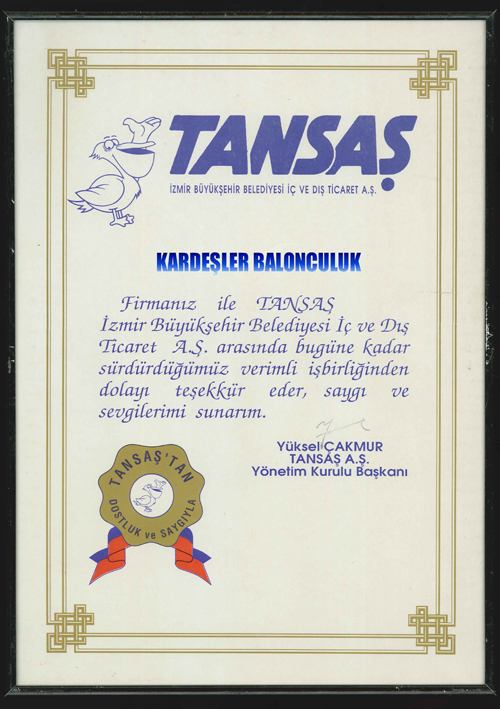 TANSAŞ
İZMİR BÜYÜKŞEHİR BELEDİYESİ İÇ VE DIŞ TİCARET A.Ş.
KARDEŞLER BALONCULUK
Firmanız ile TANSAŞ
İzmir Büyükşehir Belediyesi İç ve Dış
Ticaret A.Ş. arasında bugüne kadar
sürdürdüğümüz verimli işbirliğinden
dolayı teşekkür eder, saygı ve
sevgilerimi sunarım.
Yüksel ÇAKMUR
TANSAŞ A.Ş.
Yönetim Kurulu Başkanı
TANSAŞ'TAN
DOSTLUK ve SAYGIYLA